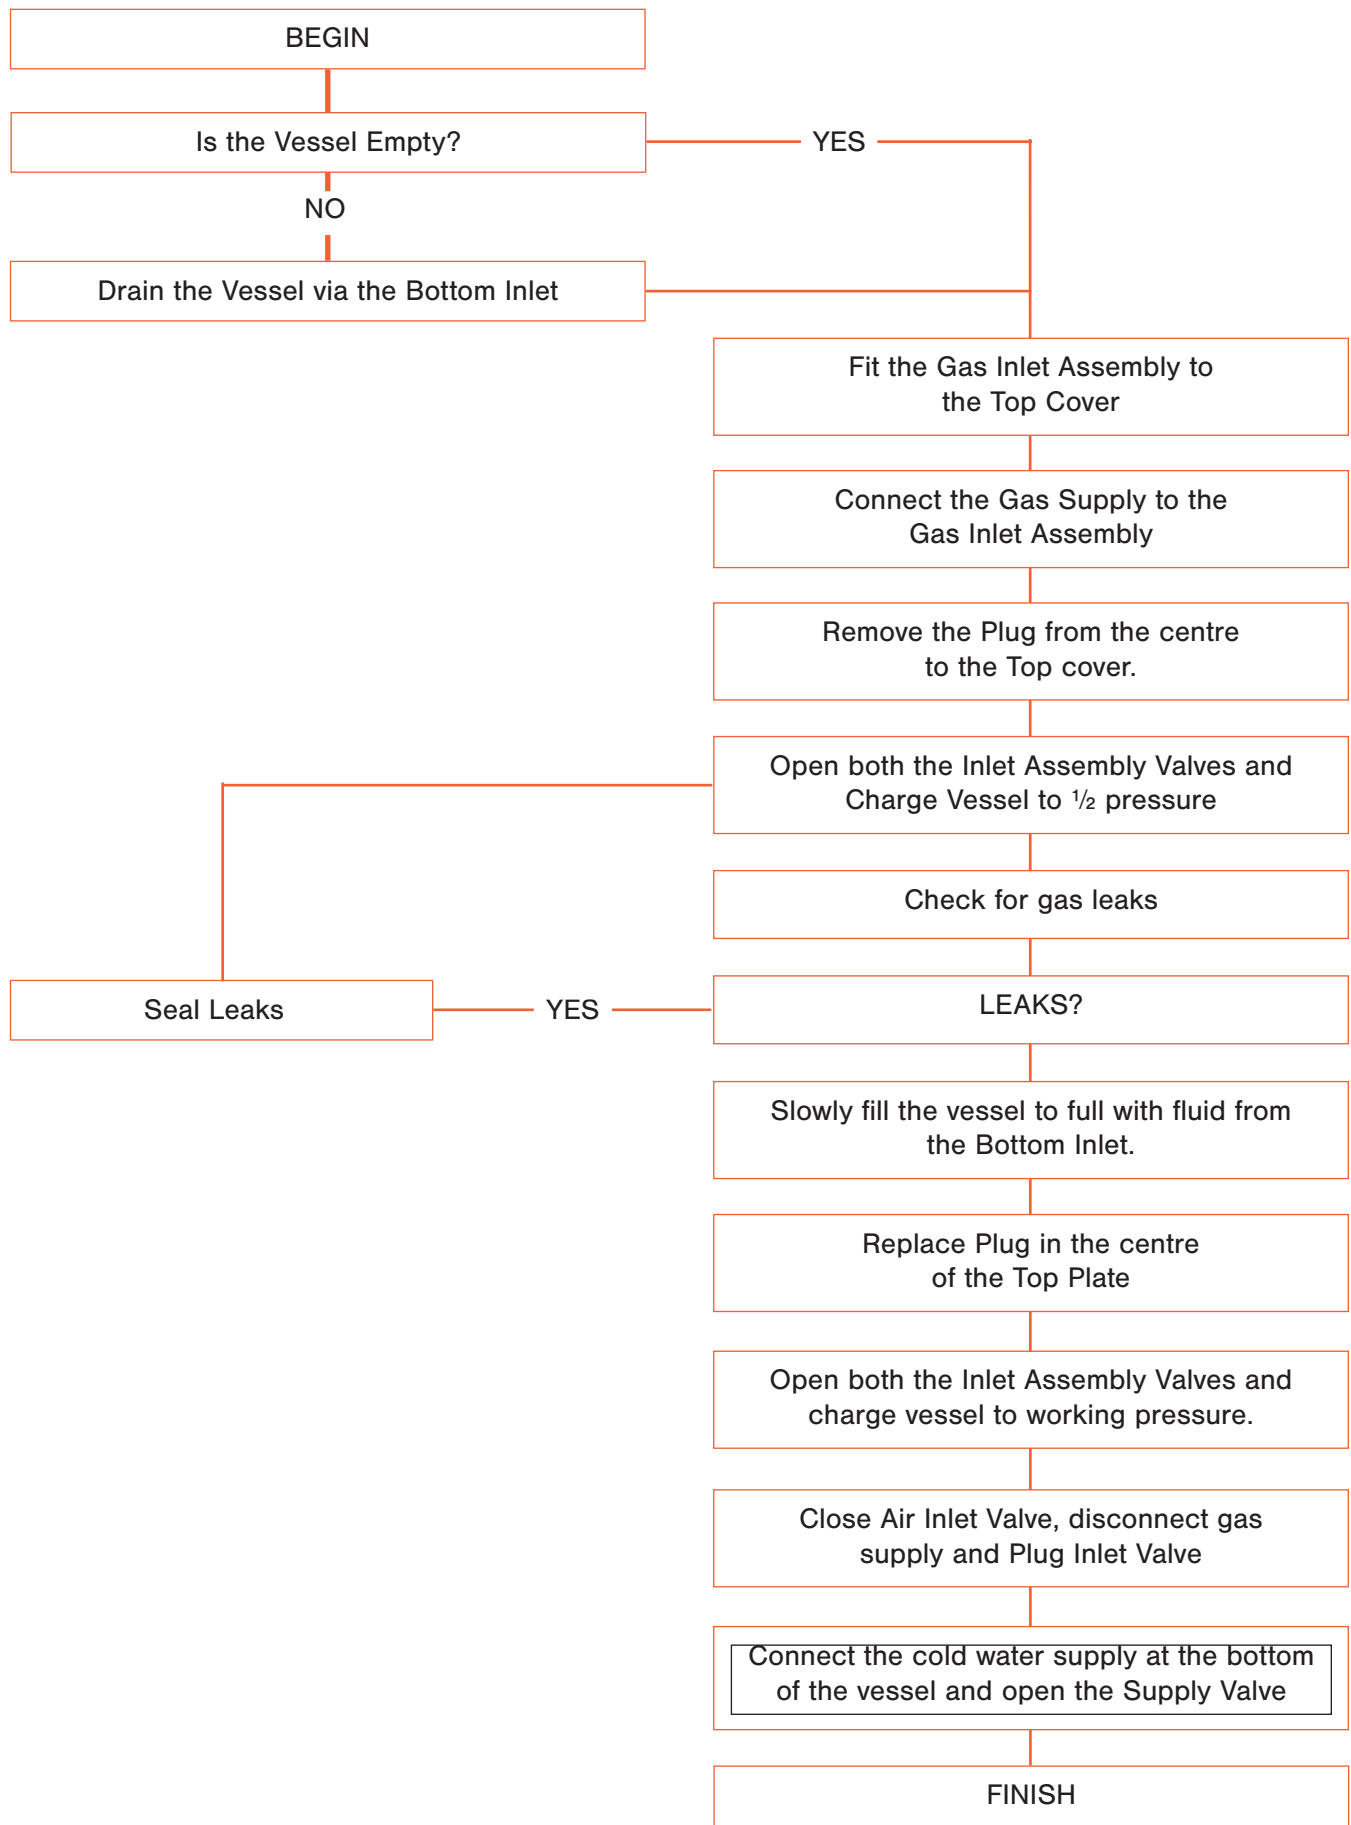 BEGIN
Is the Vessel Empty?
YES
NO
Drain the Vessel via the Bottom Inlet
Fit the Gas Inlet Assembly to
the Top Cover
Connect the Gas Supply to the
Gas Inlet Assembly
Remove the Plug from the centre
to the Top cover.
Open both the Inlet Assembly Valves and
Charge Vessel to ½ pressure
Check for gas leaks
Seal Leaks
YES
LEAKS?
Slowly fill the vessel to full with fluid from
the Bottom Inlet.
Replace Plug in the centre
of the Top Plate
Open both the Inlet Assembly Valves and
charge vessel to working pressure.
Close Air Inlet Valve, disconnect gas
supply and Plug Inlet Valve
Connect the cold water supply at the bottom
of the vessel and open the Supply Valve
FINISH